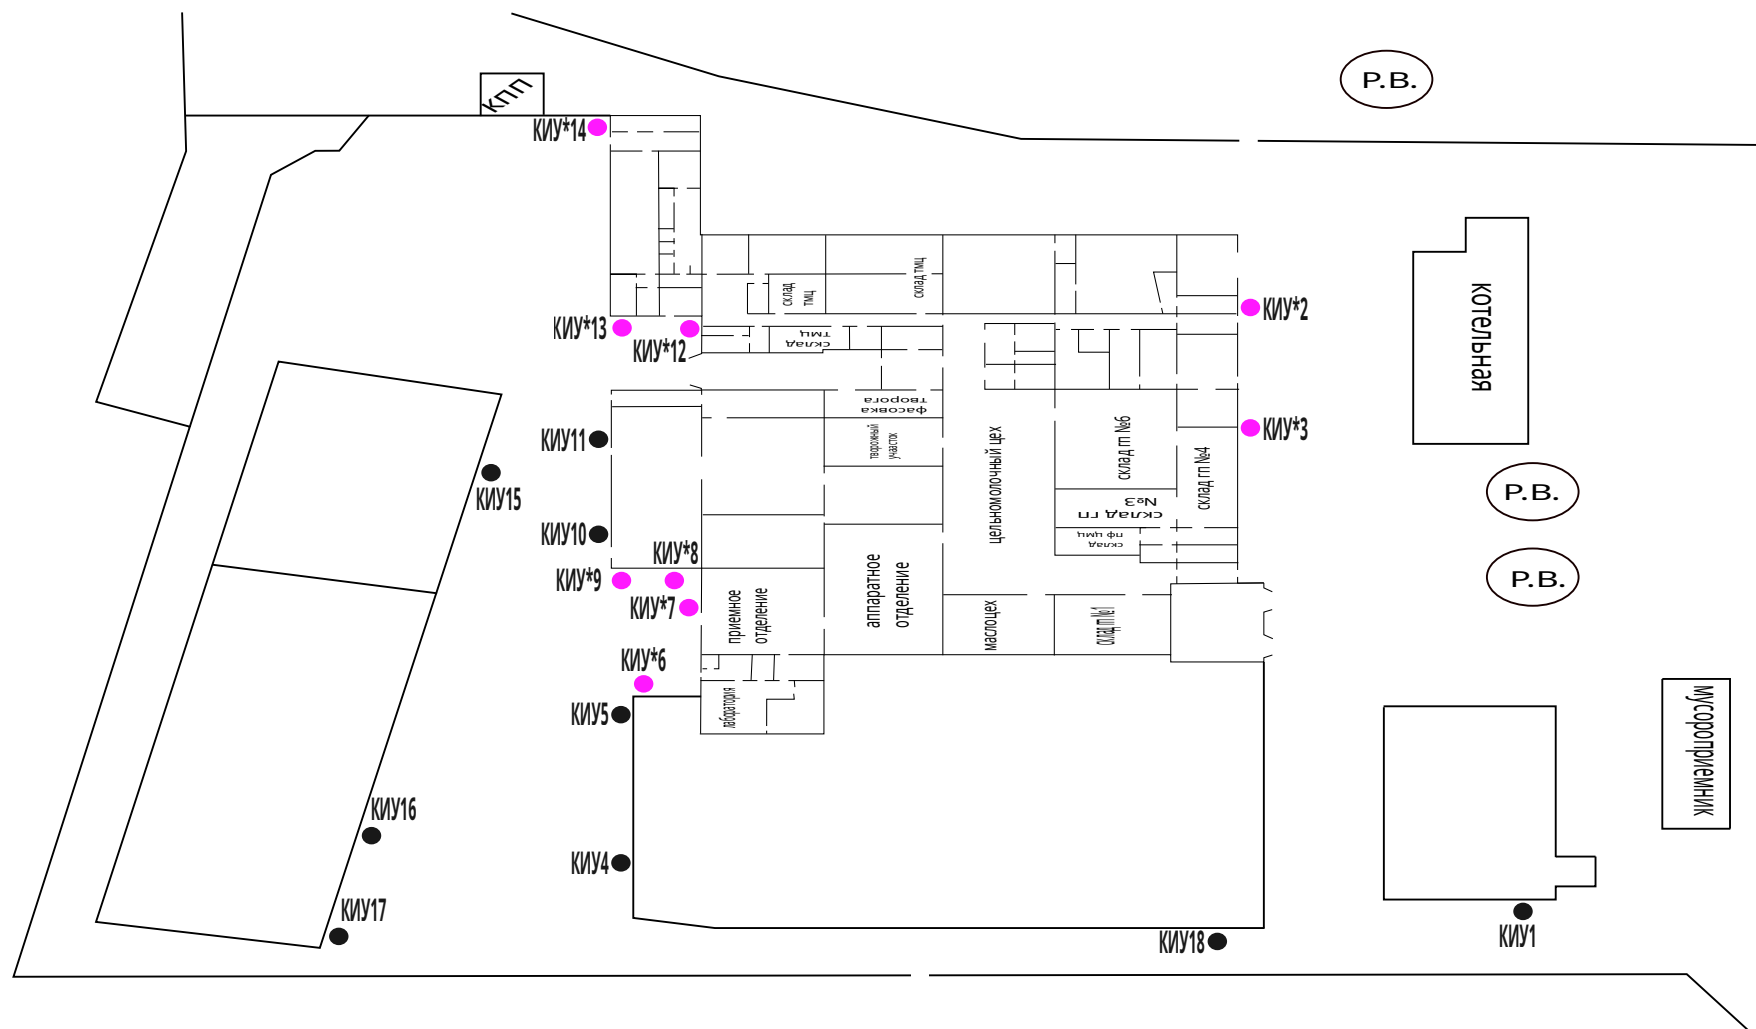 Р.В.
КПП
КИУ*14
склад тмц
склад
тмц
КИУ*2
котельная
КИУ*13
КИУ*12
склад
тмц
фасовка
творога
КИУ*3
КИУ11
творожный
участок
цельномолочный цех
склад гп №6
склад гп №4
КИУ15
Р.В.
склад гп
№3
КИУ10
склад
пф цмц
КИУ*8
КИУ*9
КИУ*7
Р.В.
приемное
отделение
аппаратное
отделение
маслоцех
склад гп №1
КИУ*6
лаборатория
КИУ5
мусороприемник
КИУ16
КИУ4
КИУ17
КИУ18
КИУ1